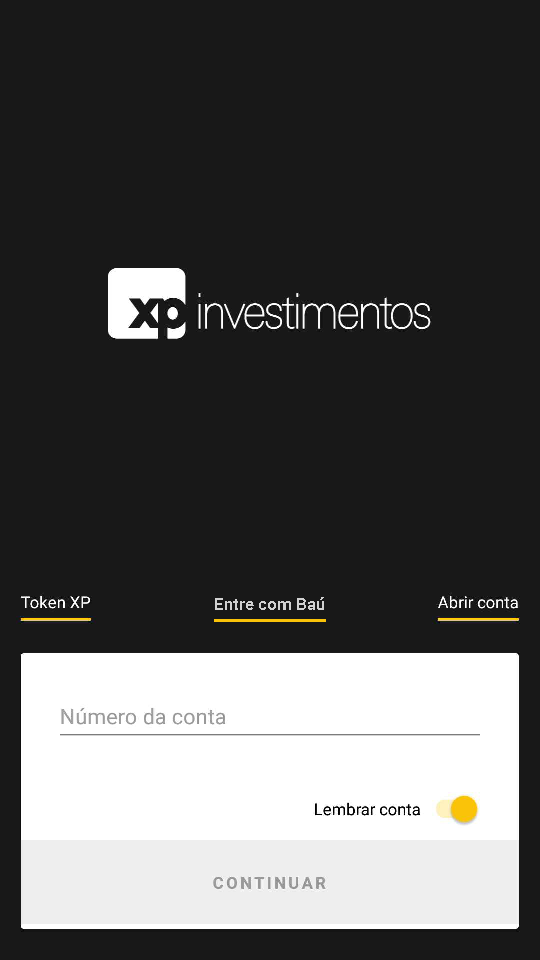 xp investimentos
Token XP
Entre com Baú
Abrir conta
Número da conta
Lembrar conta
CONTINUAR